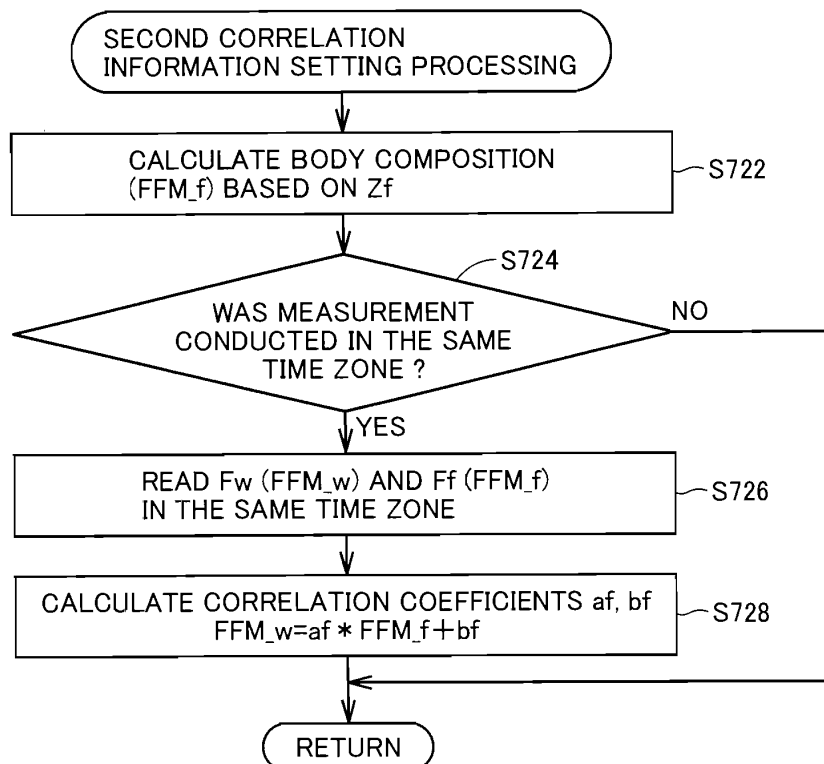 SECOND CORRELATION
INFORMATION SETTING PROCESSING
CALCULATE BODY COMPOSITION
(FFM_f) BASED ON Zf
S722
S724
WAS MEASUREMENT
CONDUCTED IN THE SAME
TIME ZONE ?
NO
YES
READ Fw (FFM_w) AND Ff (FFM_f)
IN THE SAME TIME ZONE
S726
CALCULATE CORRELATION COEFFICIENTS af, bf
FFM_w=af * FFM_f+bf
S728
RETURN